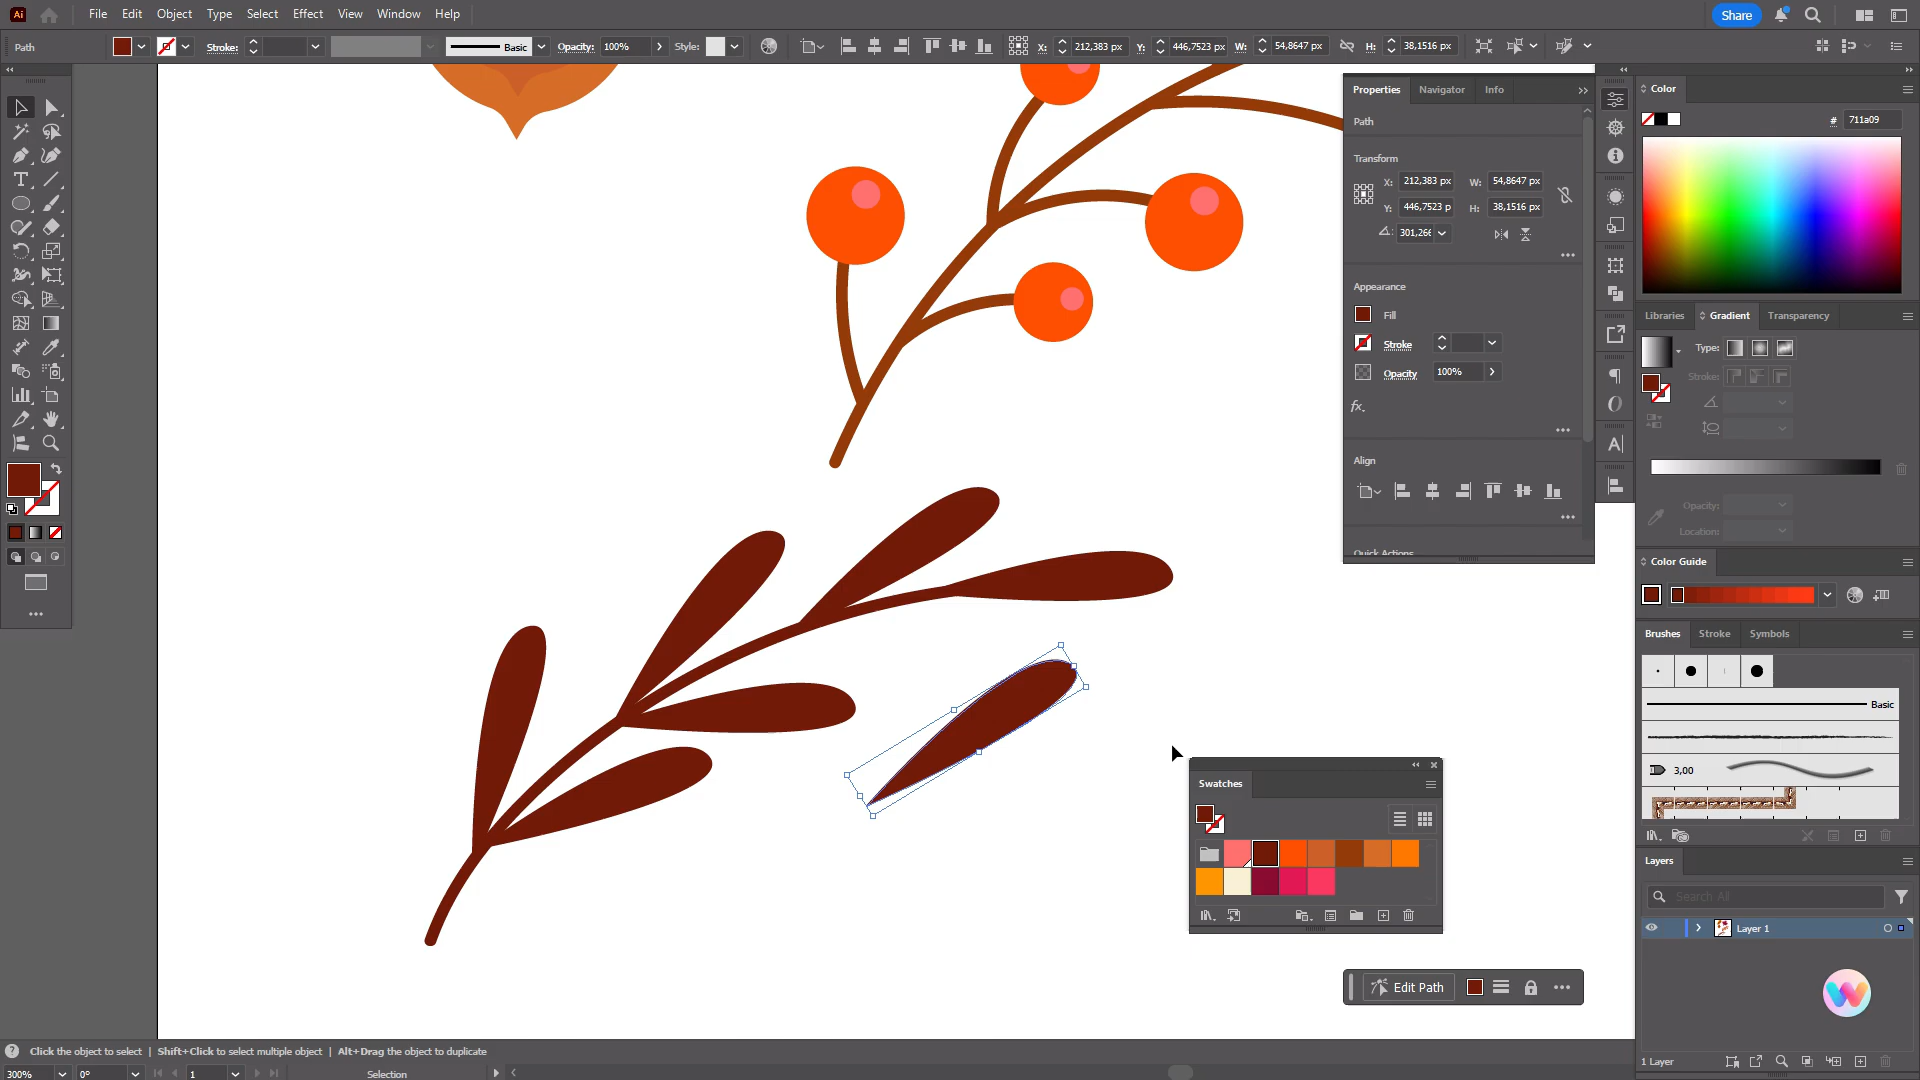 Ai File Edit Object Type Select Effect View Window Help Share
Path Stroke: Basic Opacity: 100% Style: X: 212,383 px Y: 446,7523 px W: 54,8647 px H: 38,1516 px
Properties Navigator Info
Path
Transform
X: 212,383 px W: 54,8647 px
Y: 446,7523 p H: 38,1516 px
301,266
Appearance
Fill
Stroke
Opacity 100%
fx.
Align
Quick Actions
Color
# 711a09
Libraries Gradient Transparency
Type:
Stroke:
Opacity:
Location:
Color Guide
Brushes Stroke Symbols
Basic
3,00
Layers
Search All
Layer 1
1 Layer
Swatches
Edit Path
Click the object to select | Shift+Click to select multiple object | Alt+Drag the object to duplicate
300% 0° 1 Selection